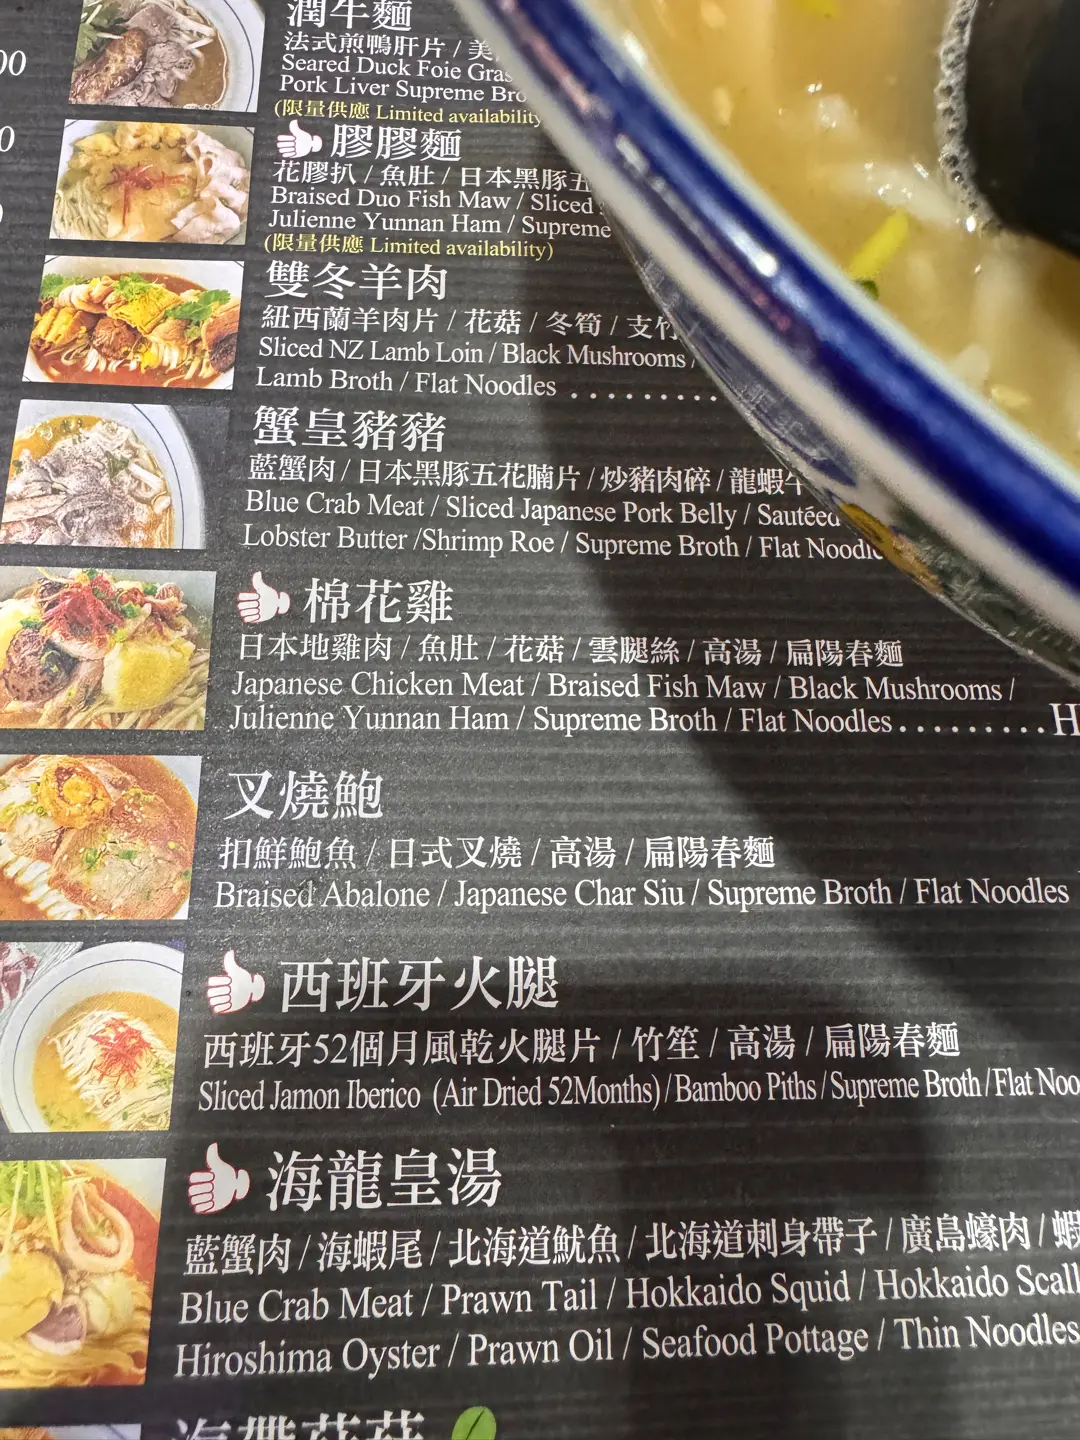 潤牛麵
法式煎鴨肝片 / 美
Seared Duck Foie Gras
Pork Liver Supreme Bro
(限量供應 Limited availability
膠膠麵
花膠扒 / 魚肚 / 日本黑豚五
Braised Duo Fish Maw / Sliced
Julienne Yunnan Ham / Supreme
(限量供應 Limited availability)
雙冬羊肉
紐西蘭羊肉片 / 花菇 / 冬筍 / 支竹
Sliced NZ Lamb Loin / Black Mushrooms /
Lamb Broth / Flat Noodles .........
蟹皇豬豬
藍蟹肉 / 日本黑豚五花腩片 / 炒豬肉碎 / 龍蝦牛
Blue Crab Meat / Sliced Japanese Pork Belly / Sautéed
Lobster Butter /Shrimp Roe / Supreme Broth / Flat Noodle
棉花雞
日本地雞肉 / 魚肚 / 花菇 / 雲腿絲 / 高湯 / 扁陽春麵
Japanese Chicken Meat / Braised Fish Maw / Black Mushrooms /
Julienne Yunnan Ham / Supreme Broth / Flat Noodles ......... H
叉燒鮑
扣鮮鮑魚 / 日式叉燒 / 高湯 / 扁陽春麵
Braised Abalone / Japanese Char Siu / Supreme Broth / Flat Noodles
西班牙火腿
西班牙52個月風乾火腿片 / 竹笙 / 高湯 / 扁陽春麵
Sliced Jamon Iberico (Air Dried 52Months) / Bamboo Piths / Supreme Broth / Flat Noo
海龍皇湯
藍蟹肉 / 海蝦尾 / 北海道魷魚 / 北海道刺身帶子 / 廣島蠔肉 / 蝦
Blue Crab Meat / Prawn Tail / Hokkaido Squid / Hokkaido Scall
Hiroshima Oyster / Prawn Oil / Seafood Pottage / Thin Noodles